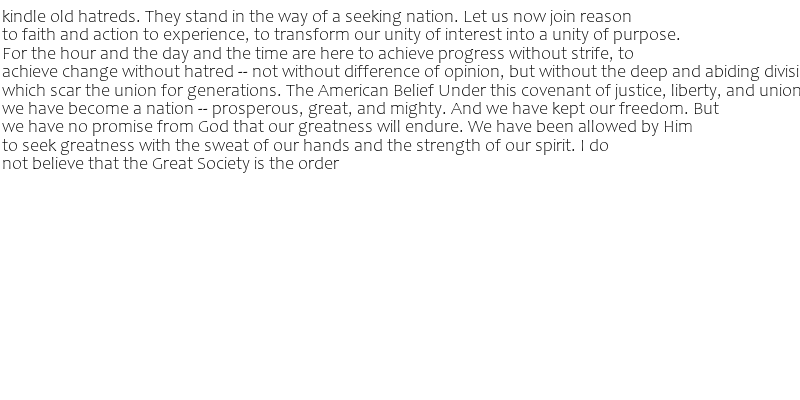 kindle old hatreds. They stand in the way of a seeking nation. Let us now join reason
to faith and action to experience, to transform our unity of interest into a unity of purpose.
For the hour and the day and the time are here to achieve progress without strife, to
achieve change without hatred -- not without difference of opinion, but without the deep and abiding divisi
which scar the union for generations. The American Belief Under this covenant of justice, liberty, and union
we have become a nation -- prosperous, great, and mighty. And we have kept our freedom. But
we have no promise from God that our greatness will endure. We have been allowed by Him
to seek greatness with the sweat of our hands and the strength of our spirit. I do
not believe that the Great Society is the order